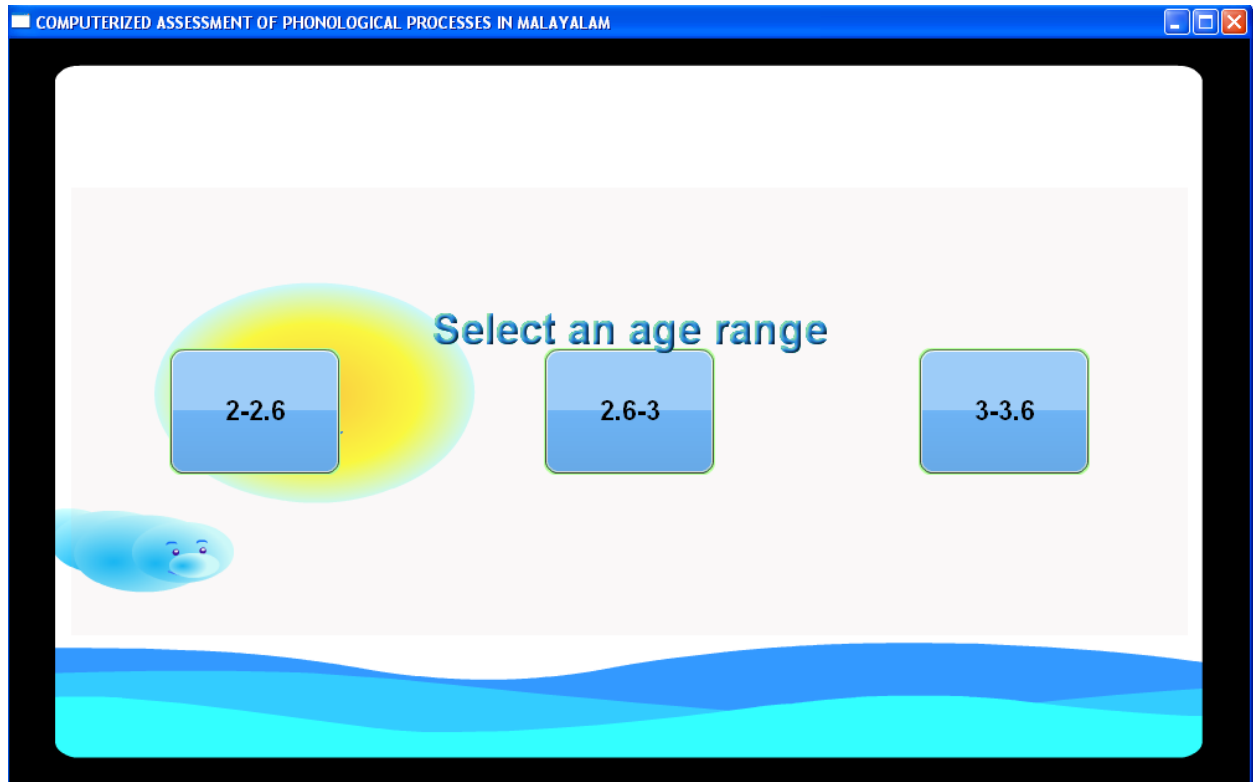 COMPUTERIZED ASSESSMENT OF PHONOLOGICAL PROCESSES IN MALAYALAM
Select an age range
2-2.6
2.6-3
3-3.6